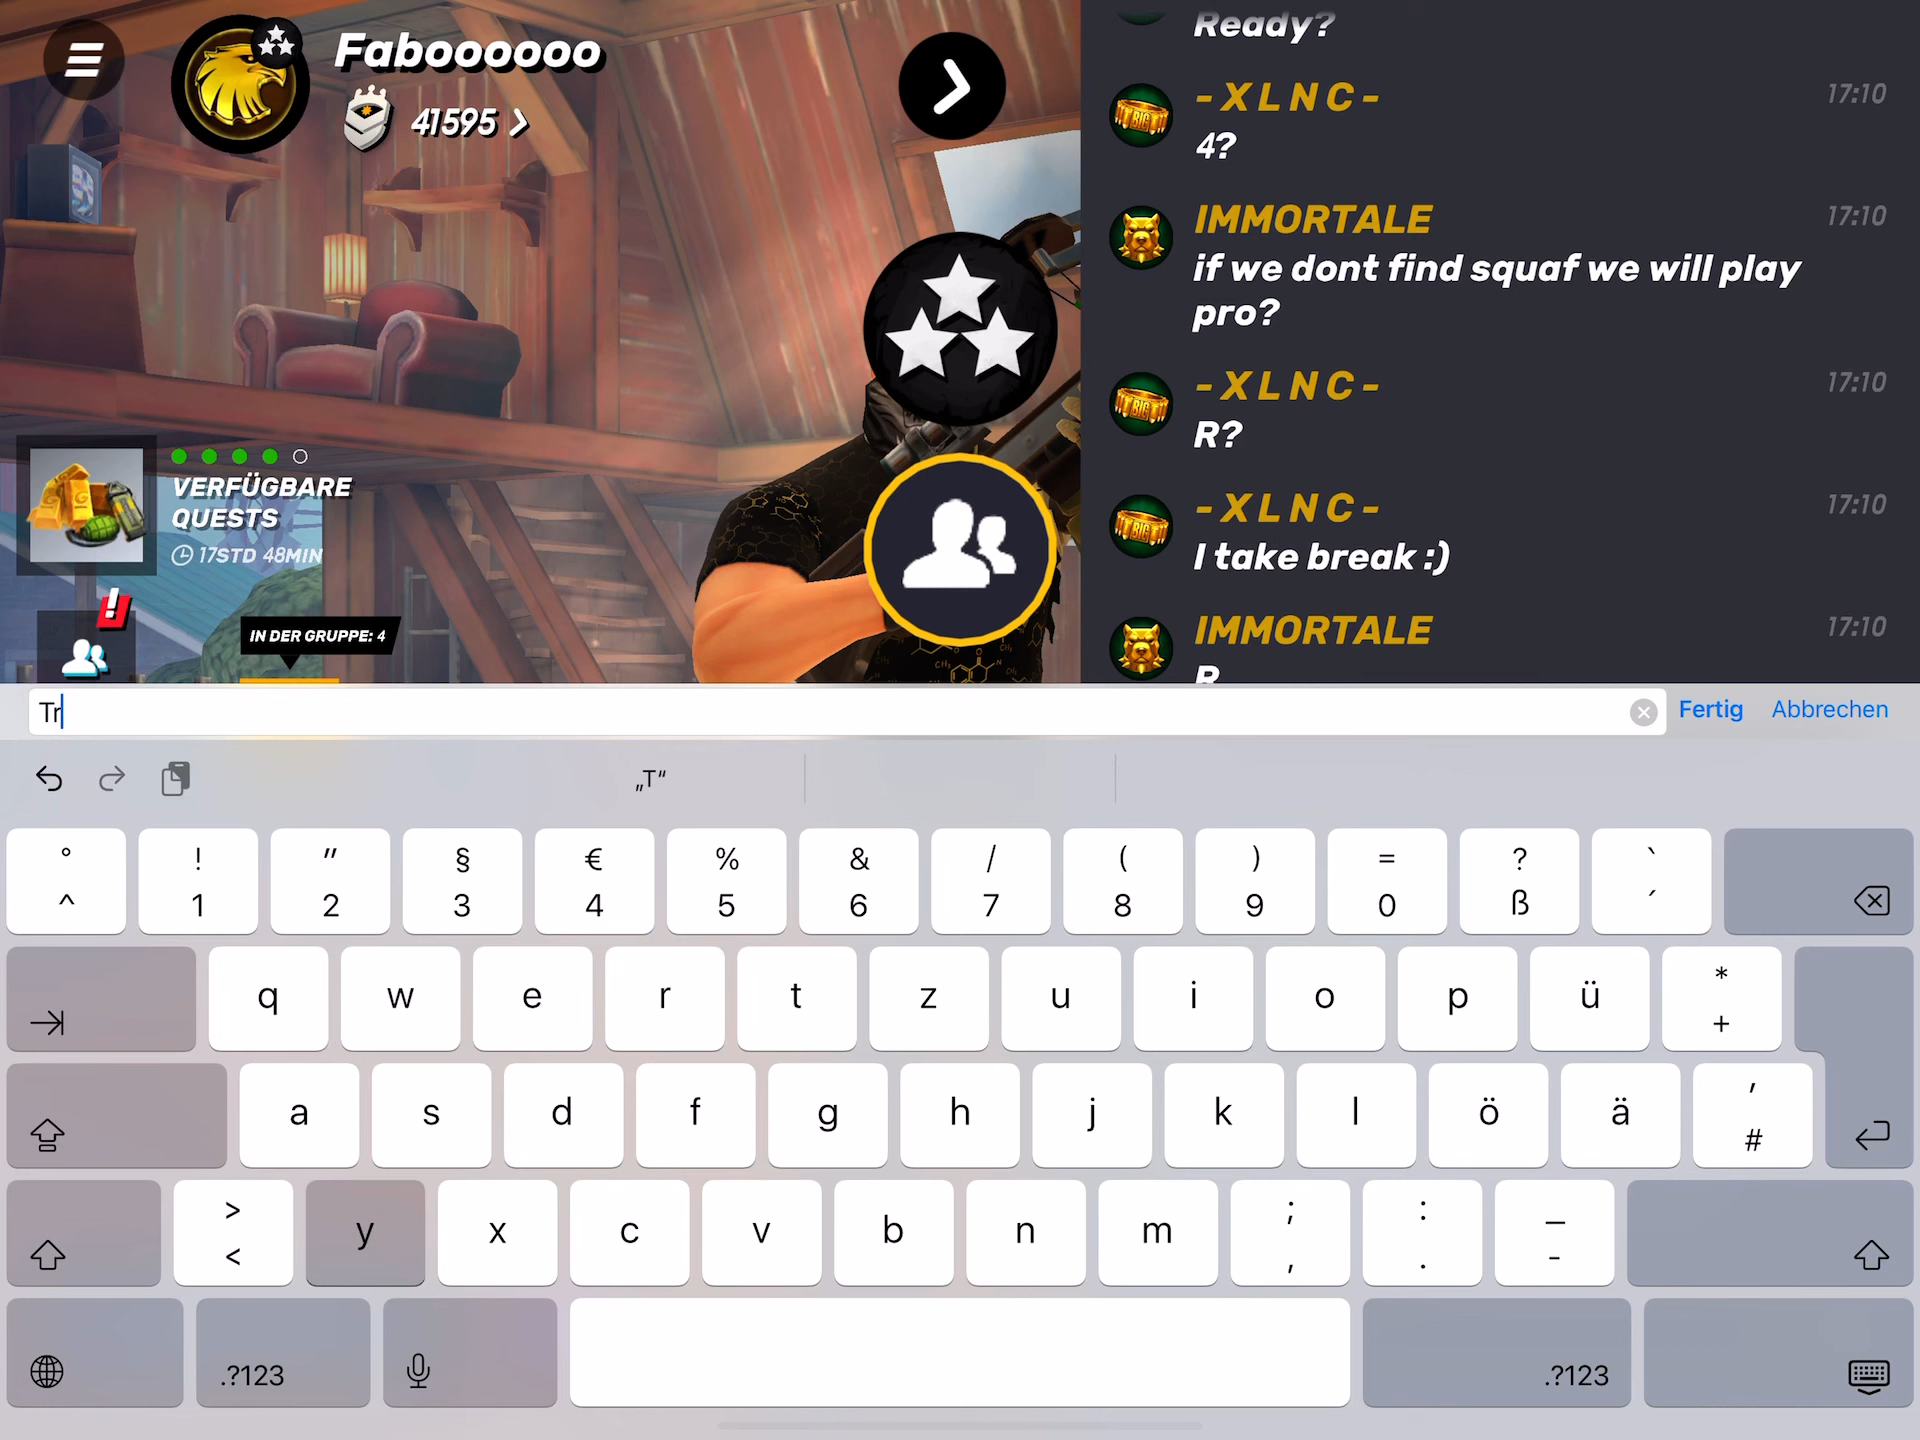 Faboooooo
41595
VERFÜGBARE
QUESTS
17STD 48MIN
IN DER GRUPPE: 4
Ready?
-XLNC-
17:10
4?
IMMORTALE
17:10
if we dont find squaf we will play
pro?
-XLNC-
17:10
R?
-XLNC-
17:10
I take break :)
IMMORTALE
17:10
R
Tr
Fertig
Abbrechen
„T“
° ! " § € % & / ( ) = ? `
^ 1 2 3 4 5 6 7 8 9 0 ß ´
q w e r t z u i o p ü * +
a s d f g h j k l ö ä ' #
> < y x c v b n m ; , : . _ -
.?123
.?123